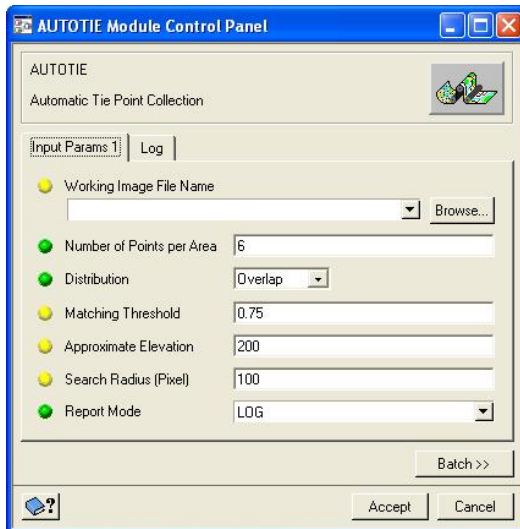 AUTOTIE Module Control Panel
AUTOTIE
Automatic Tie Point Collection
Input Params 1 Log
Working Image File Name
Browse...
Number of Points per Area 6
Distribution Overlap
Matching Threshold 0.75
Approximate Elevation 200
Search Radius (Pixel) 100
Report Mode LOG
Batch >>
? Accept Cancel